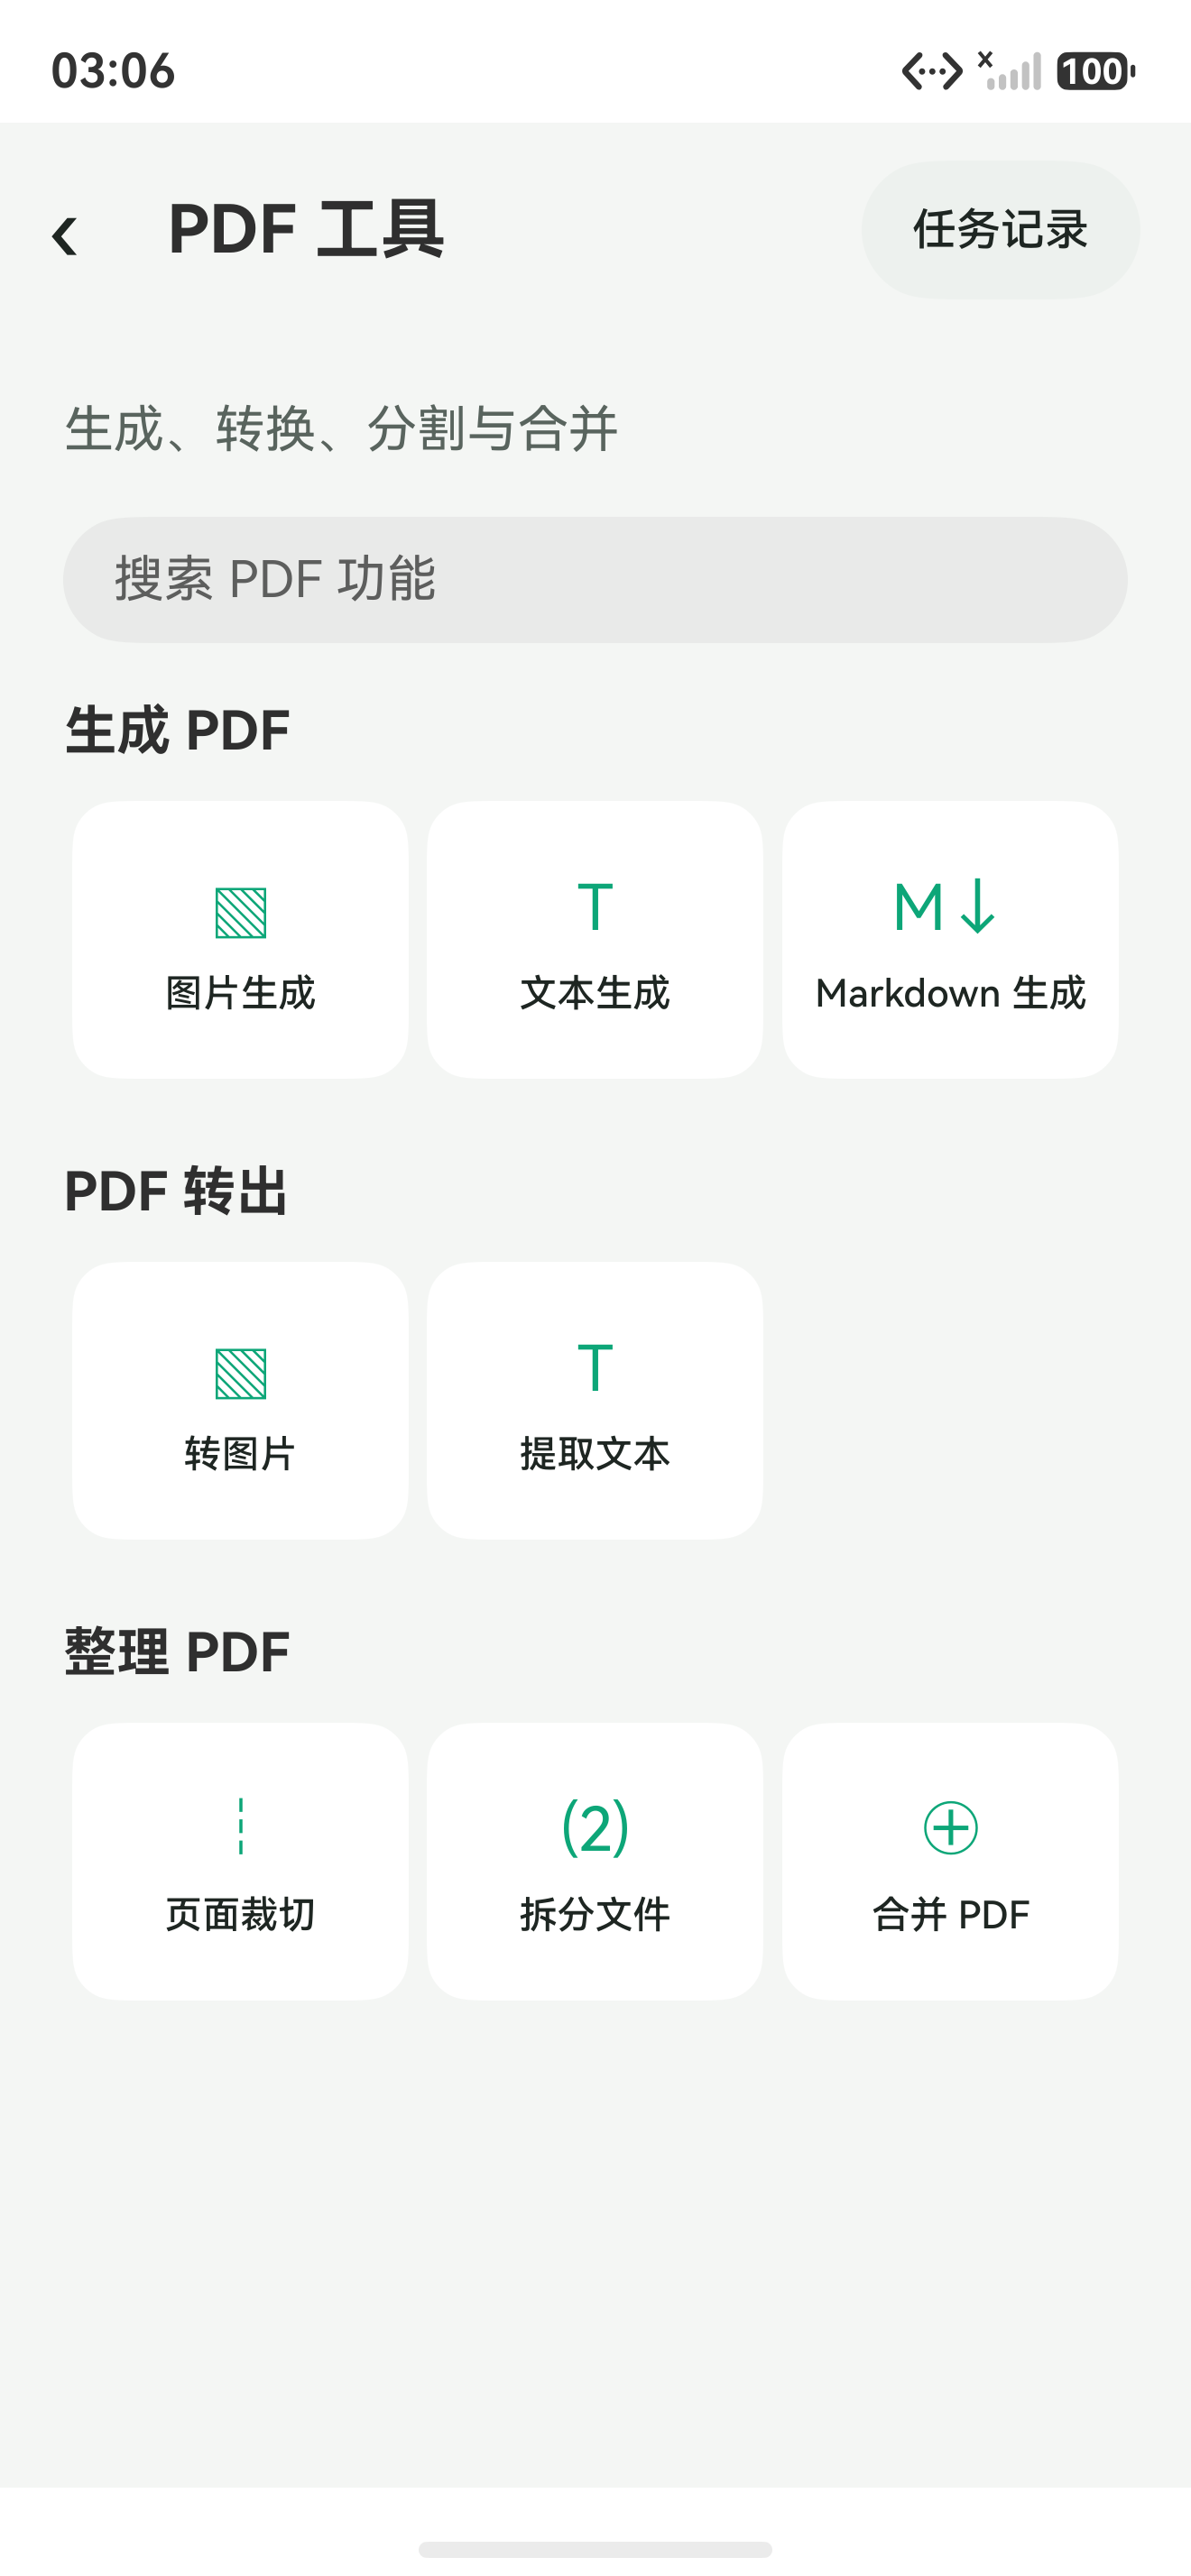 03:06
100
‹ PDF 工具
任务记录
生成、转换、分割与合并
搜索 PDF 功能
生成 PDF
T
M↓
图片生成
文本生成
Markdown 生成
PDF 转出
T
转图片
提取文本
整理 PDF
(2)
页面裁切
拆分文件
合并 PDF